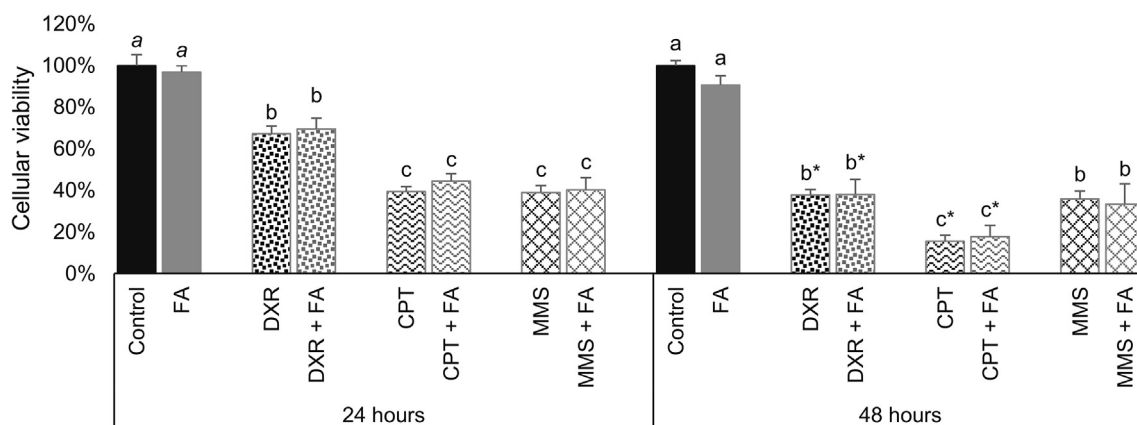 Cellular viability
120%
100%
80%
60%
40%
20%
0%
a a b b c c c c
a a b* b* c* c* b b
Control FA DXR DXR + FA CPT CPT + FA MMS MMS + FA
Control FA DXR DXR + FA CPT CPT + FA MMS MMS + FA
24 hours 48 hours